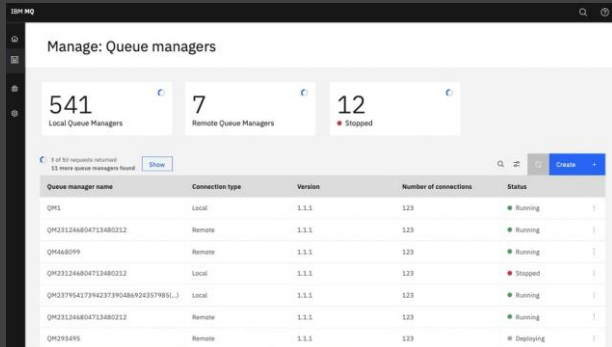 IBM MQ
Manage: Queue managers
541
Local Queue Managers
7
Remote Queue Managers
12
Stopped
3 of 50 requests returned
11 more queue managers found
Show
Create +
Queue manager name Connection type Version Number of connections Status
QM1 Local 1.1.1 123 Running
QM231246804713480212 Remote 1.1.1 123 Running
QM468099 Remote 1.1.1 123 Running
QM231246804713480212 Local 1.1.1 123 Stopped
QM23795417394237390486924357985(...) Local 1.1.1 123 Running
QM231246804713480212 Remote 1.1.1 123 Running
QM293495 Remote 1.1.1 123 Deploying